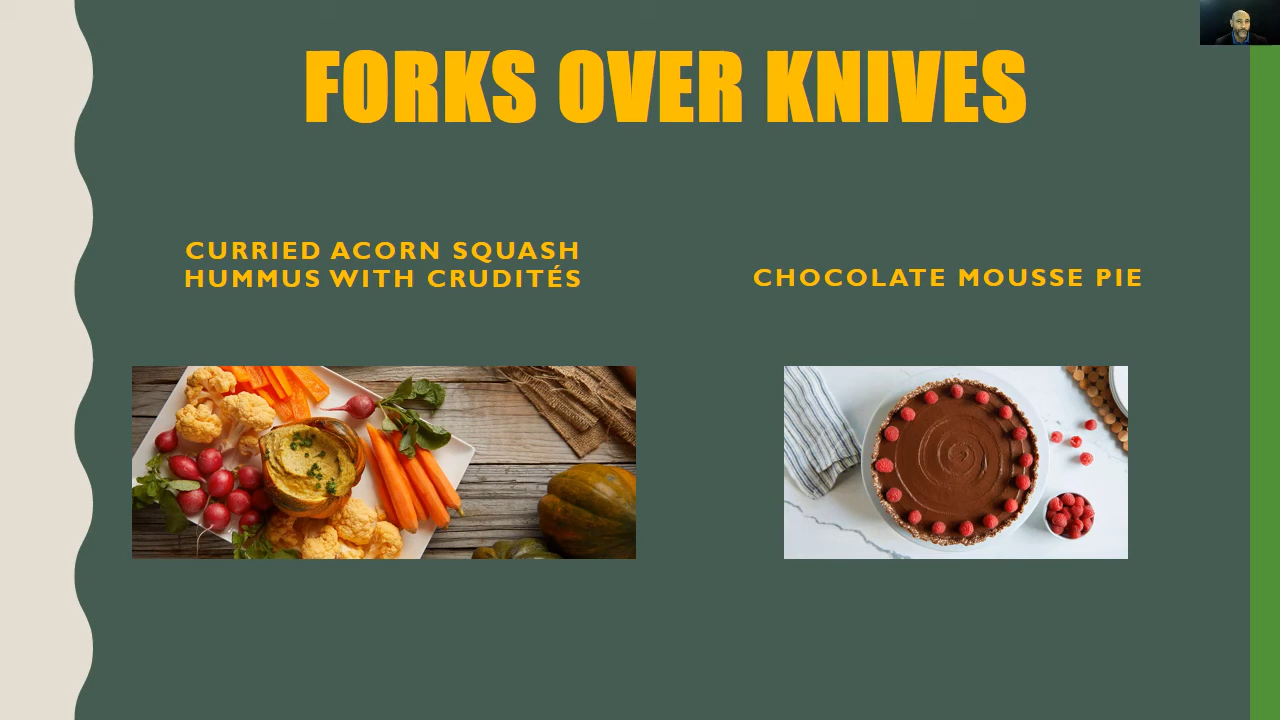 FORKS OVER KNIVES
CURRIED ACORN SQUASH
HUMMUS WITH CRUDITÉS
CHOCOLATE MOUSSE PIE